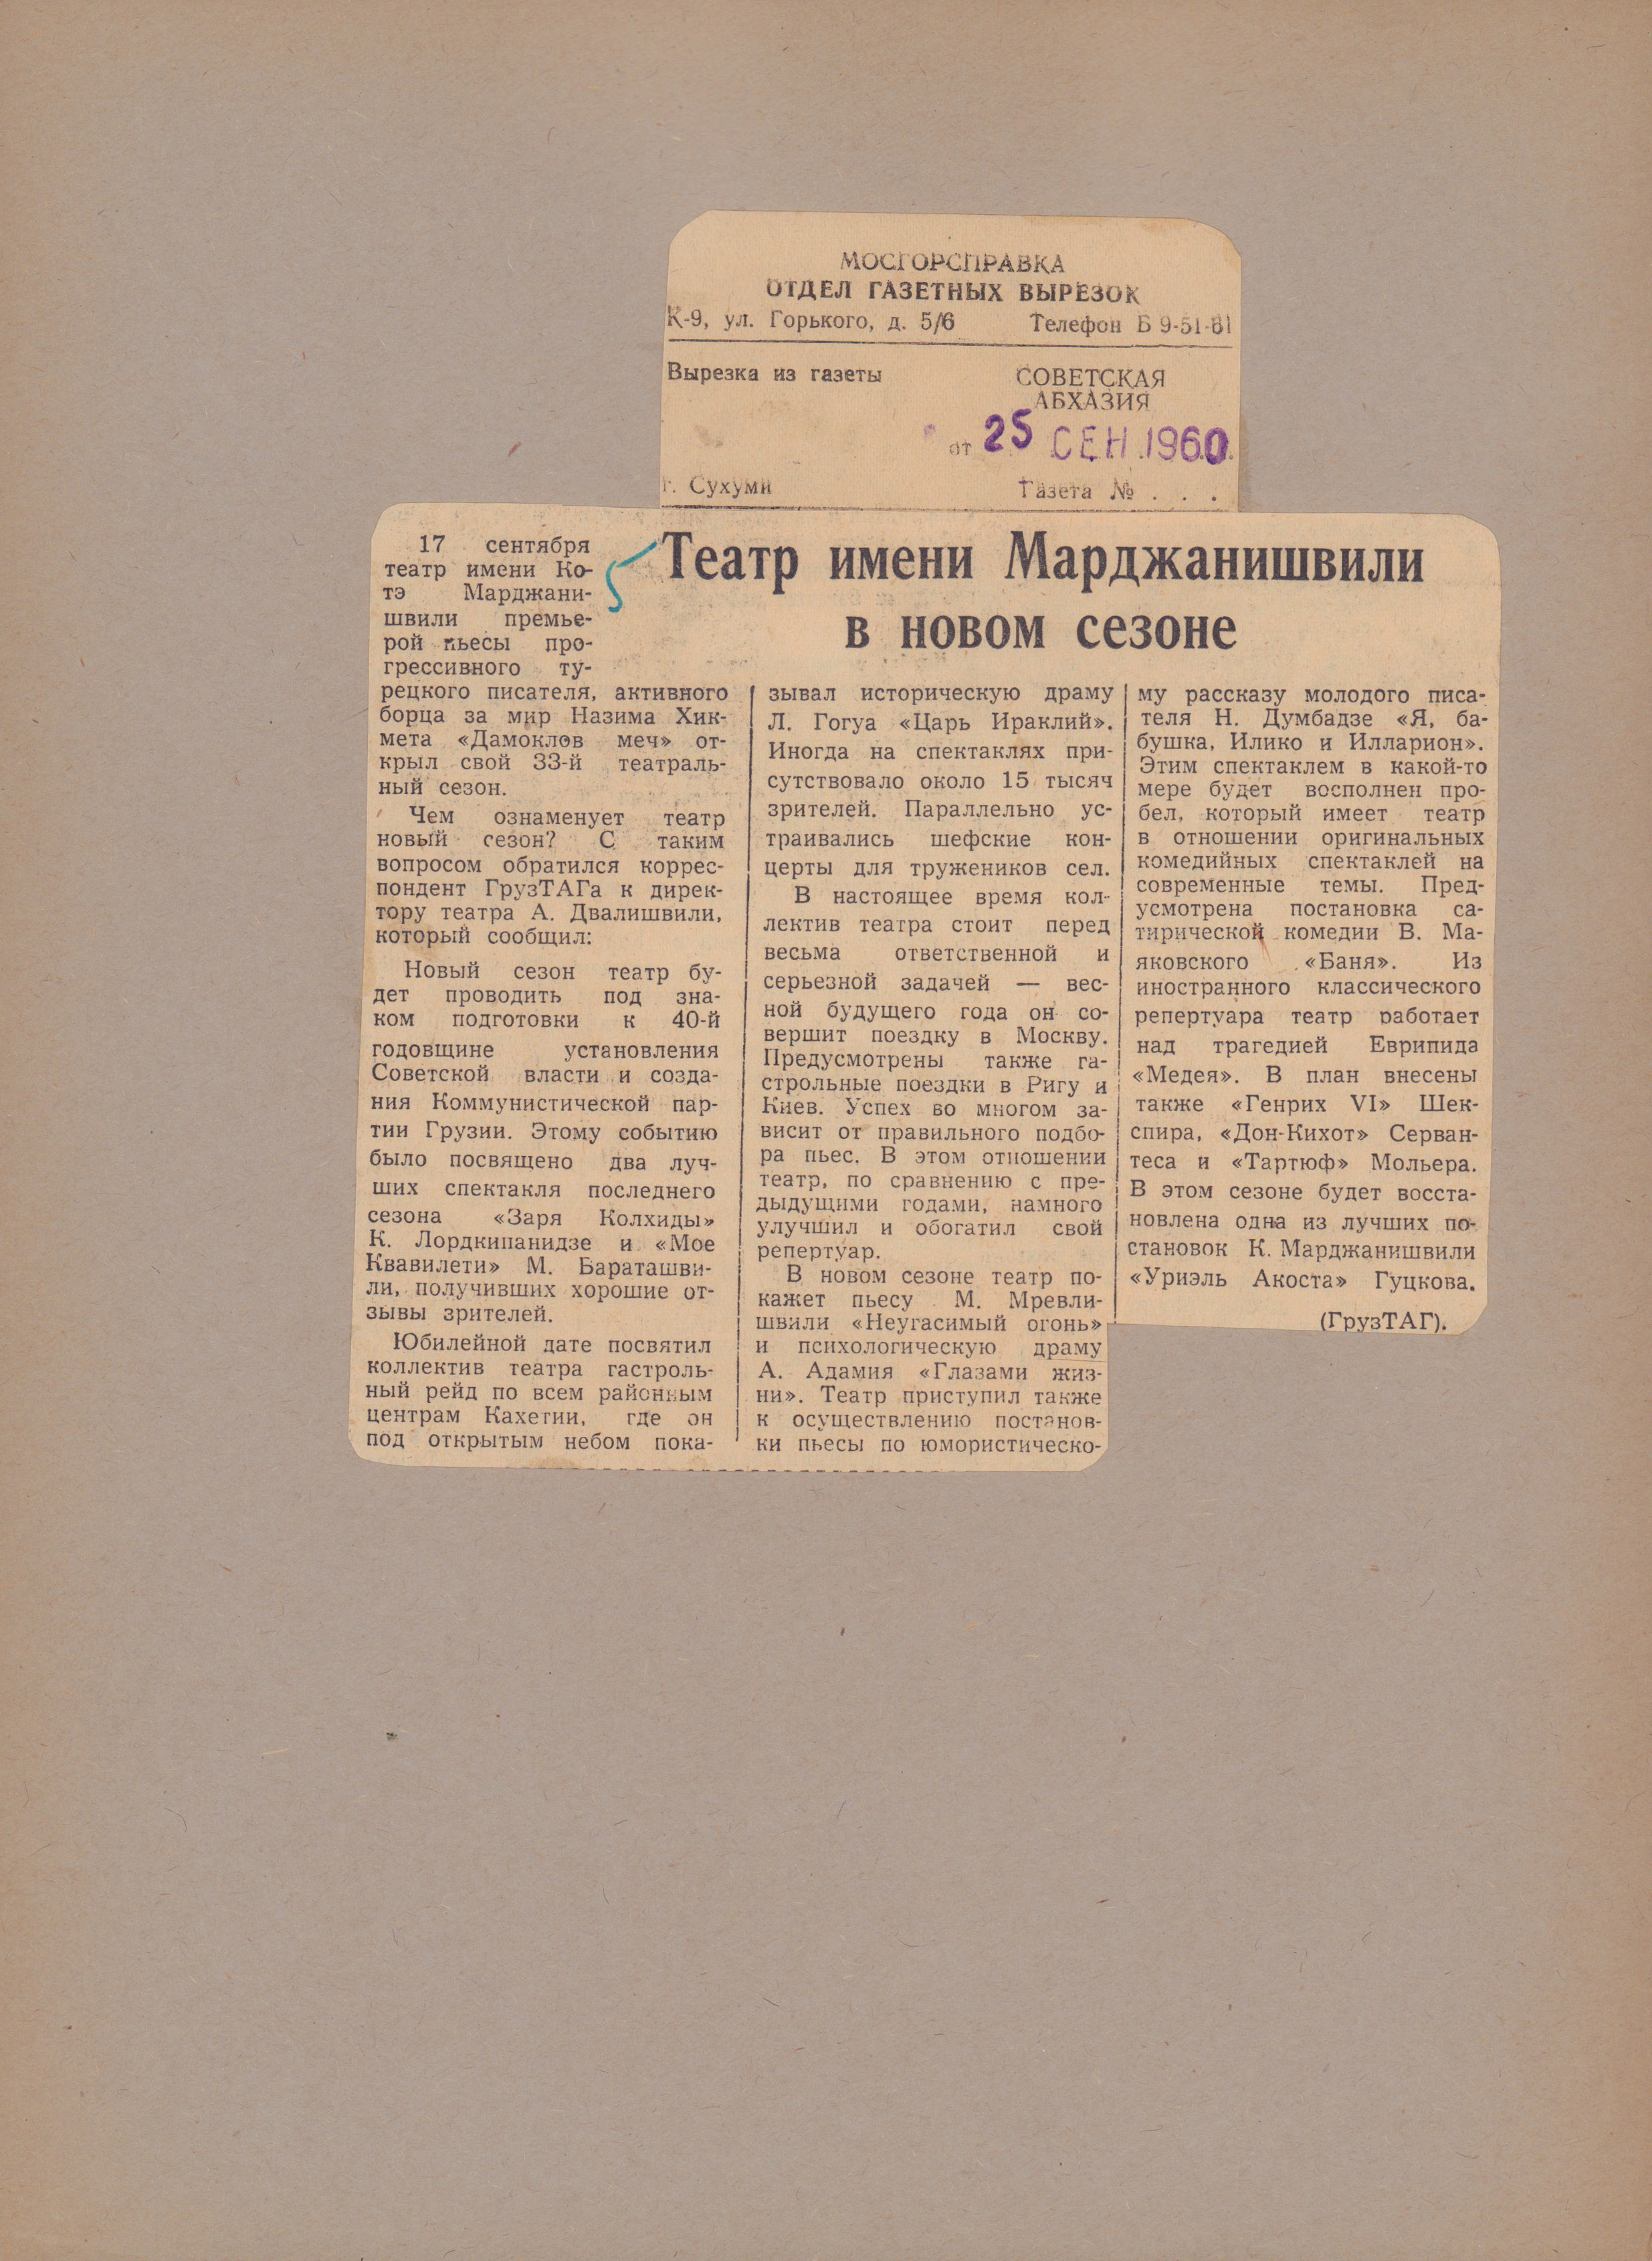 МОСГОРСПРАВКА
ОТДЕЛ ГАЗЕТНЫХ ВЫРЕЗОК
К-9, ул. Горького, д. 5/6 Телефон Б 9-51-61
Вырезка из газеты
СОВЕТСКАЯ
АБХАЗИЯ
от 25 СЕН.1960
г. Сухуми Газета № . . .
Театр имени Марджанишвили
в новом сезоне
17 сентября
театр имени Ко-
тэ Марджани-
швили премье-
рой пьесы про-
грессивного ту-
рецкого писателя, активного
борца за мир Назима Хик-
мета «Дамоклов меч» от-
крыл свой 33-й театраль-
ный сезон.
Чем ознаменует театр
новый сезон? С таким
вопросом обратился коррес-
пондент ГрузТАГа к дирек-
тору театра А. Двалишвили,
который сообщил:
Новый сезон театр бу-
дет проводить под зна-
ком подготовки к 40-й
годовщине установления
Советской власти и созда-
ния Коммунистической пар-
тии Грузии. Этому событию
было посвящено два луч-
ших спектакля последнего
сезона «Заря Колхиды»
К. Лордкипанидзе и «Мое
Квавилети» М. Бараташви-
ли, получивших хорошие от-
зывы зрителей.
Юбилейной дате посвятил
коллектив театра гастроль-
ный рейд по всем районным
центрам Кахетии, где он
под открытым небом пока-
зывал историческую драму
Л. Гогуа «Царь Ираклий».
Иногда на спектаклях при-
сутствовало около 15 тысяч
зрителей. Параллельно ус-
траивались шефские кон-
церты для тружеников сел.
В настоящее время кол-
лектив театра стоит перед
весьма ответственной и
серьезной задачей — вес-
ной будущего года он со-
вершит поездку в Москву.
Предусмотрены также га-
строльные поездки в Ригу и
Киев. Успех во многом за-
висит от правильного подбо-
ра пьес. В этом отношении
театр, по сравнению с пре-
дыдущими годами, намного
улучшил и обогатил свой
репертуар.
В новом сезоне театр по-
кажет пьесу М. Мревли-
швили «Неугасимый огонь»
и психологическую драму
А. Адамия «Глазами жиз-
ни». Театр приступил также
к осуществлению постанов-
ки пьесы по юмористическо-
му рассказу молодого писа-
теля Н. Думбадзе «Я, ба-
бушка, Илико и Илларион».
Этим спектаклем в какой-то
мере будет восполнен про-
бел, который имеет театр
в отношении оригинальных
комедийных спектаклей на
современные темы. Пред-
усмотрена постановка са-
тирической комедии В. Ма-
яковского «Баня». Из
иностранного классического
репертуара театр работает
над трагедией Еврипида
«Медея». В план внесены
также «Генрих VI» Шек-
спира, «Дон-Кихот» Серван-
теса и «Тартюф» Мольера.
В этом сезоне будет восста-
новлена одна из лучших по-
становок К. Марджанишвили
«Уриэль Акоста» Гуцкова.
(ГрузТАГ).